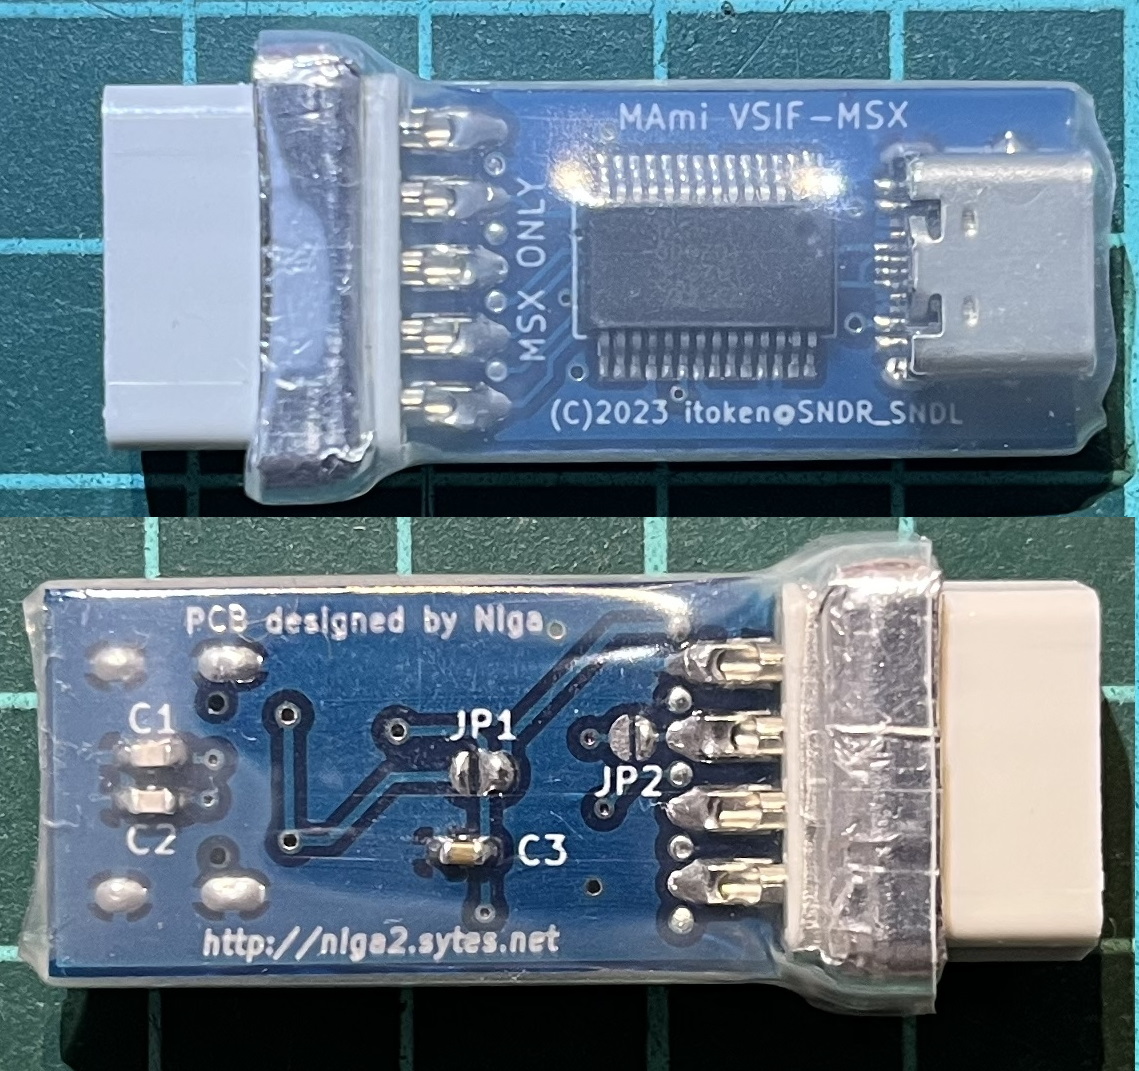 MAmi VSIF-MSX
MSX ONLY
(C)2023 itoken@SNDR_SNDL
PCB designed by Niga
C1
JP1
JP2
C2
C3
http://niga2.sytes.net